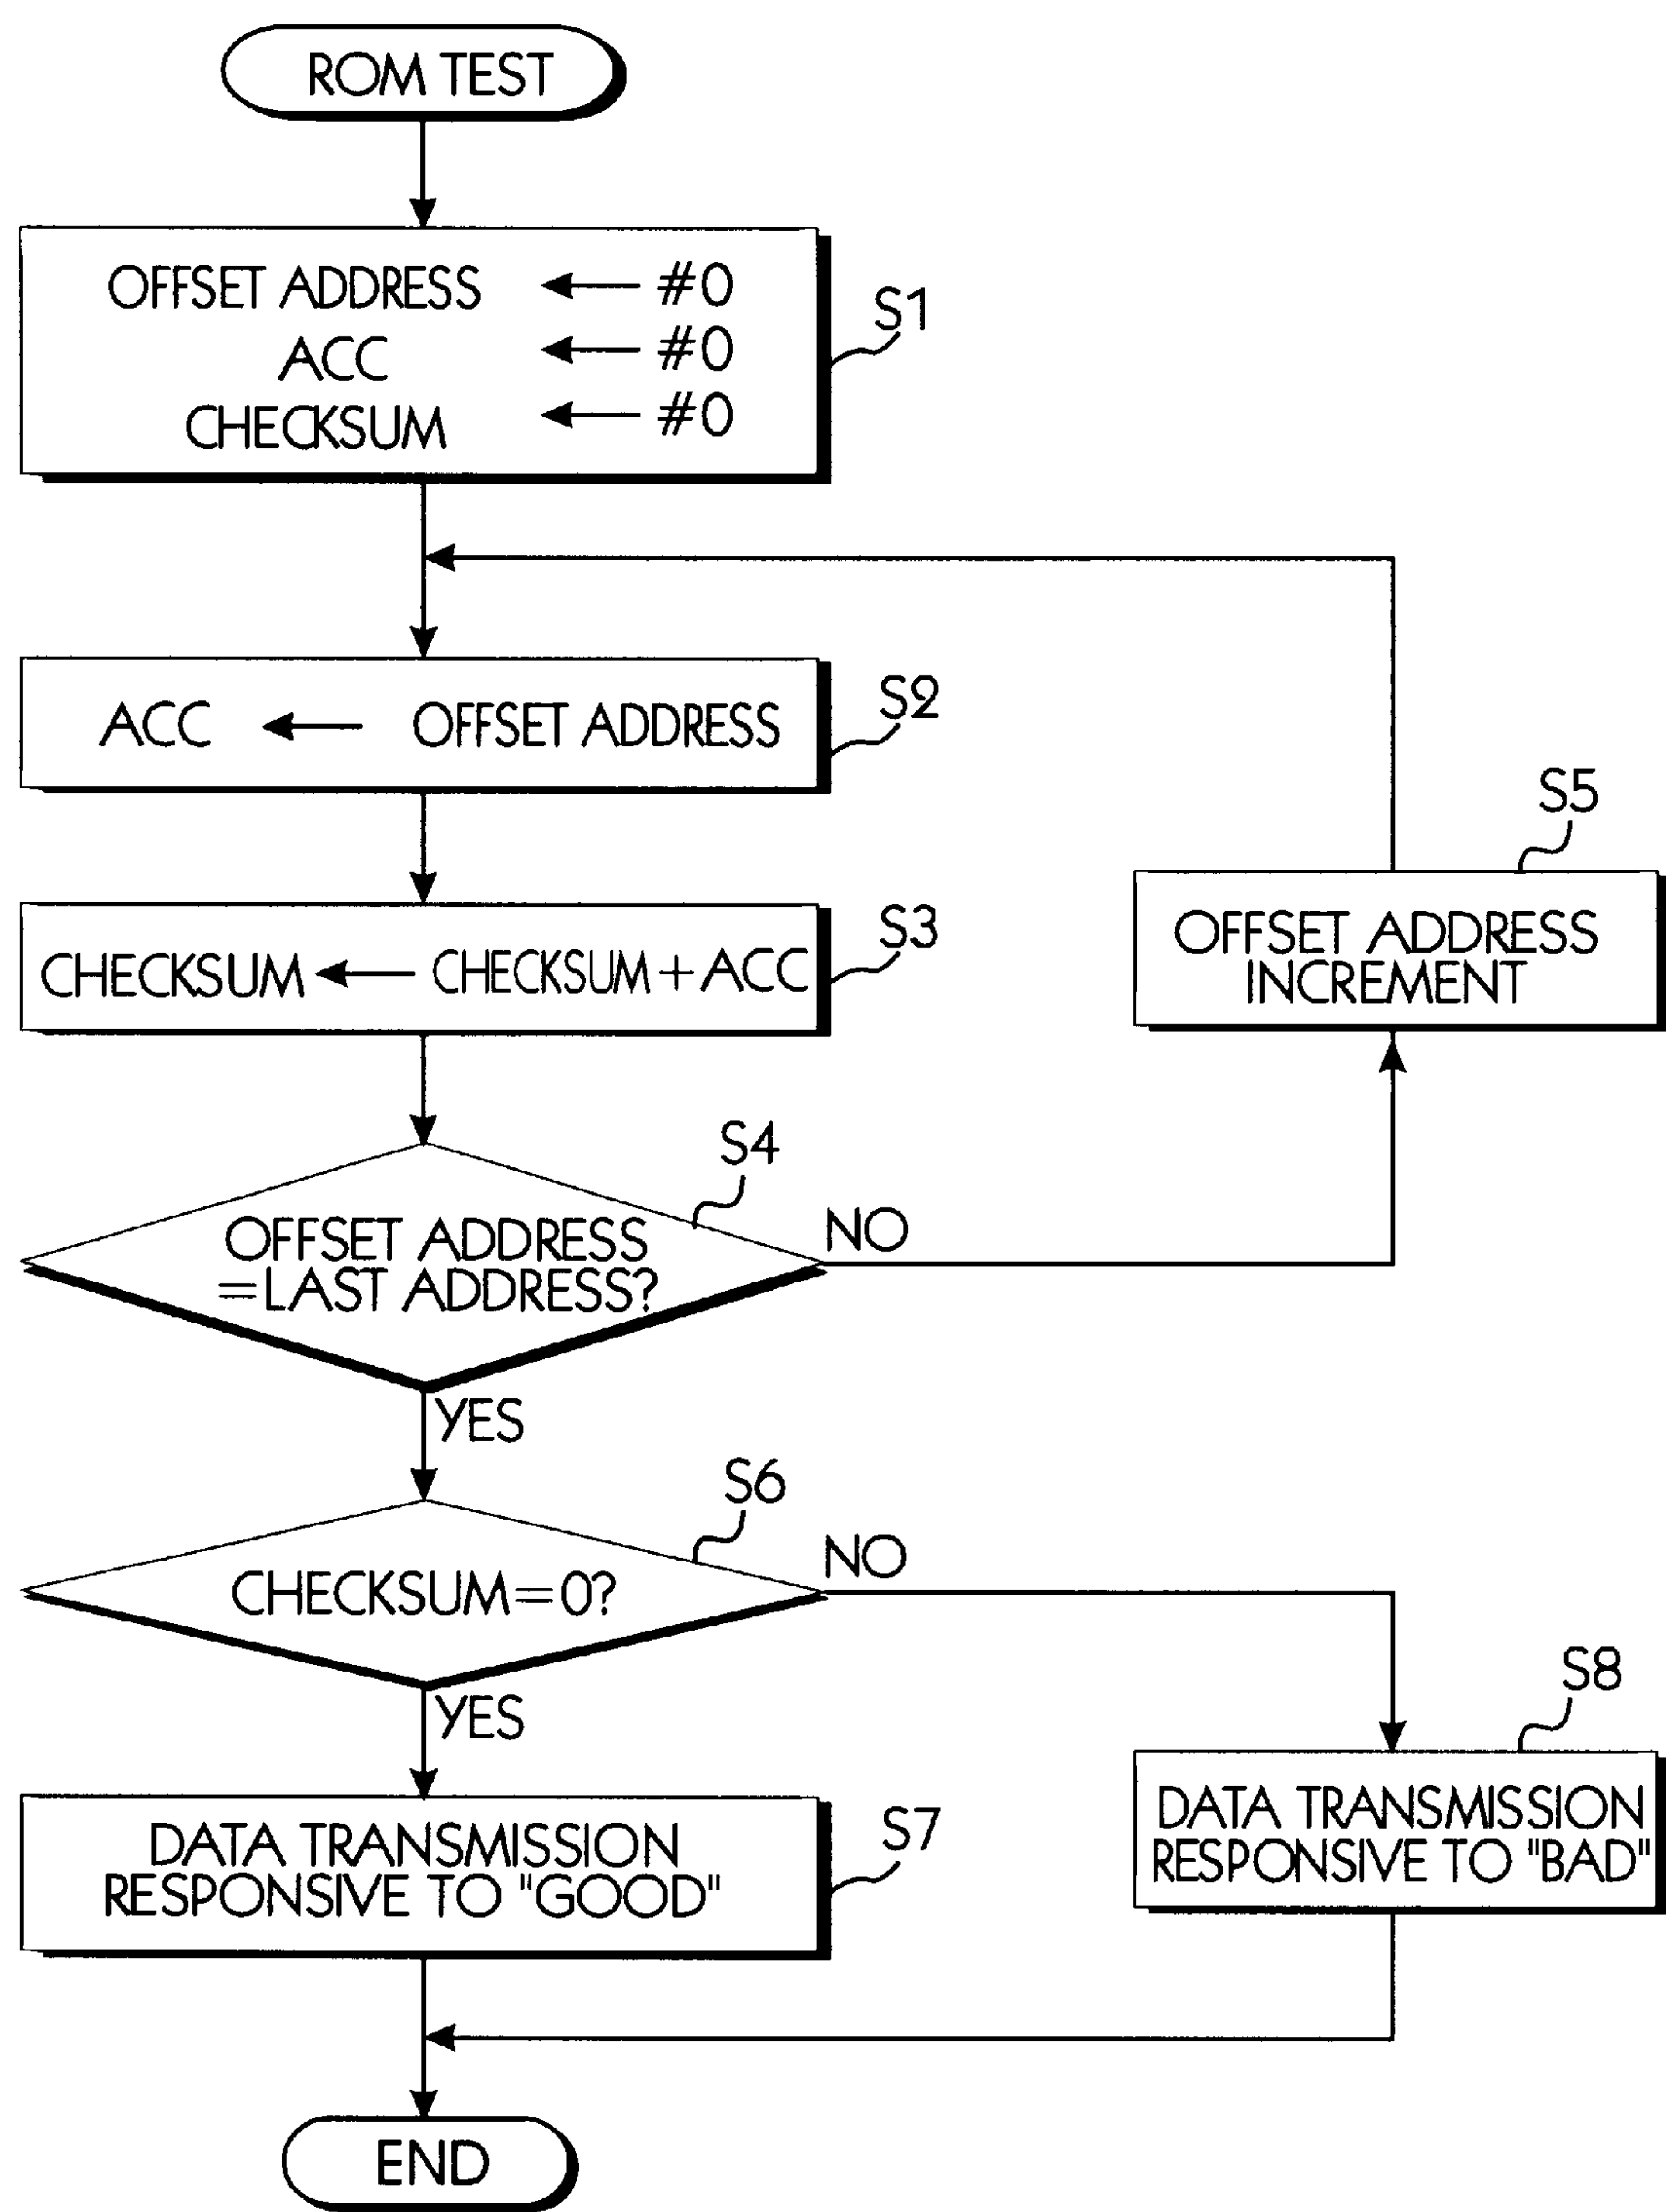 ROM TEST
OFFSET ADDRESS ← #0
ACC ← #0
CHECKSUM ← #0
S1
ACC ← OFFSET ADDRESS
S2
CHECKSUM ← CHECKSUM+ACC
S3
S5
OFFSET ADDRESS
INCREMENT
S4
OFFSET ADDRESS
=LAST ADDRESS?
NO
YES
S6
CHECKSUM=0?
NO
YES
S7
DATA TRANSMISSION
RESPONSIVE TO "GOOD"
S8
DATA TRANSMISSION
RESPONSIVE TO "BAD"
END